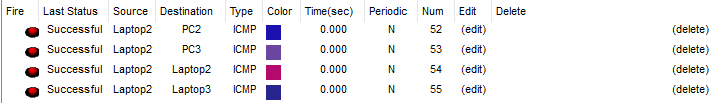 Fire Last Status Source Destination Type Color Time(sec) Periodic Num Edit Delete
Successful Laptop2 PC2 ICMP 0.000 N 52 (edit) (delete)
Successful Laptop2 PC3 ICMP 0.000 N 53 (edit) (delete)
Successful Laptop2 Laptop2 ICMP 0.000 N 54 (edit) (delete)
Successful Laptop2 Laptop3 ICMP 0.000 N 55 (edit) (delete)